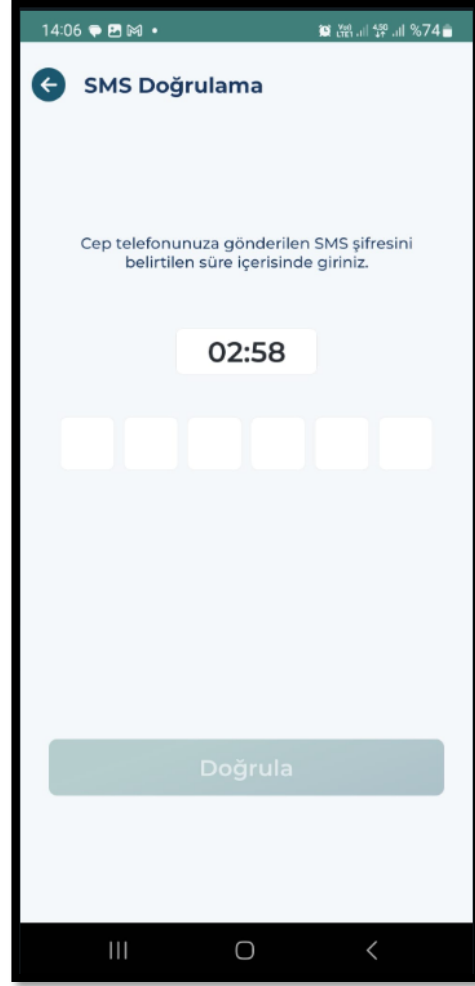 14:06 %74
SMS Doğrulama
Cep telefonunuza gönderilen SMS şifresini
belirtilen süre içerisinde giriniz.
02:58
Doğrula